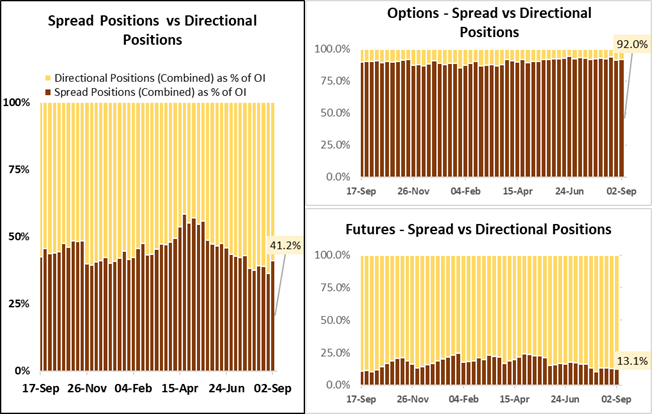 Spread Positions vs Directional
Positions
Directional Positions (Combined) as % of OI
Spread Positions (Combined) as % of OI
100%
75%
50%
25%
0%
41.2%
17-Sep 26-Nov 04-Feb 15-Apr 24-Jun 02-Sep
Options - Spread vs Directional
Positions
92.0%
100.0%
75.0%
50.0%
25.0%
0.0%
17-Sep 26-Nov 04-Feb 15-Apr 24-Jun 02-Sep
Futures - Spread vs Directional Positions
100.0%
75.0%
50.0%
25.0%
0.0%
13.1%
17-Sep 26-Nov 04-Feb 15-Apr 24-Jun 02-Sep